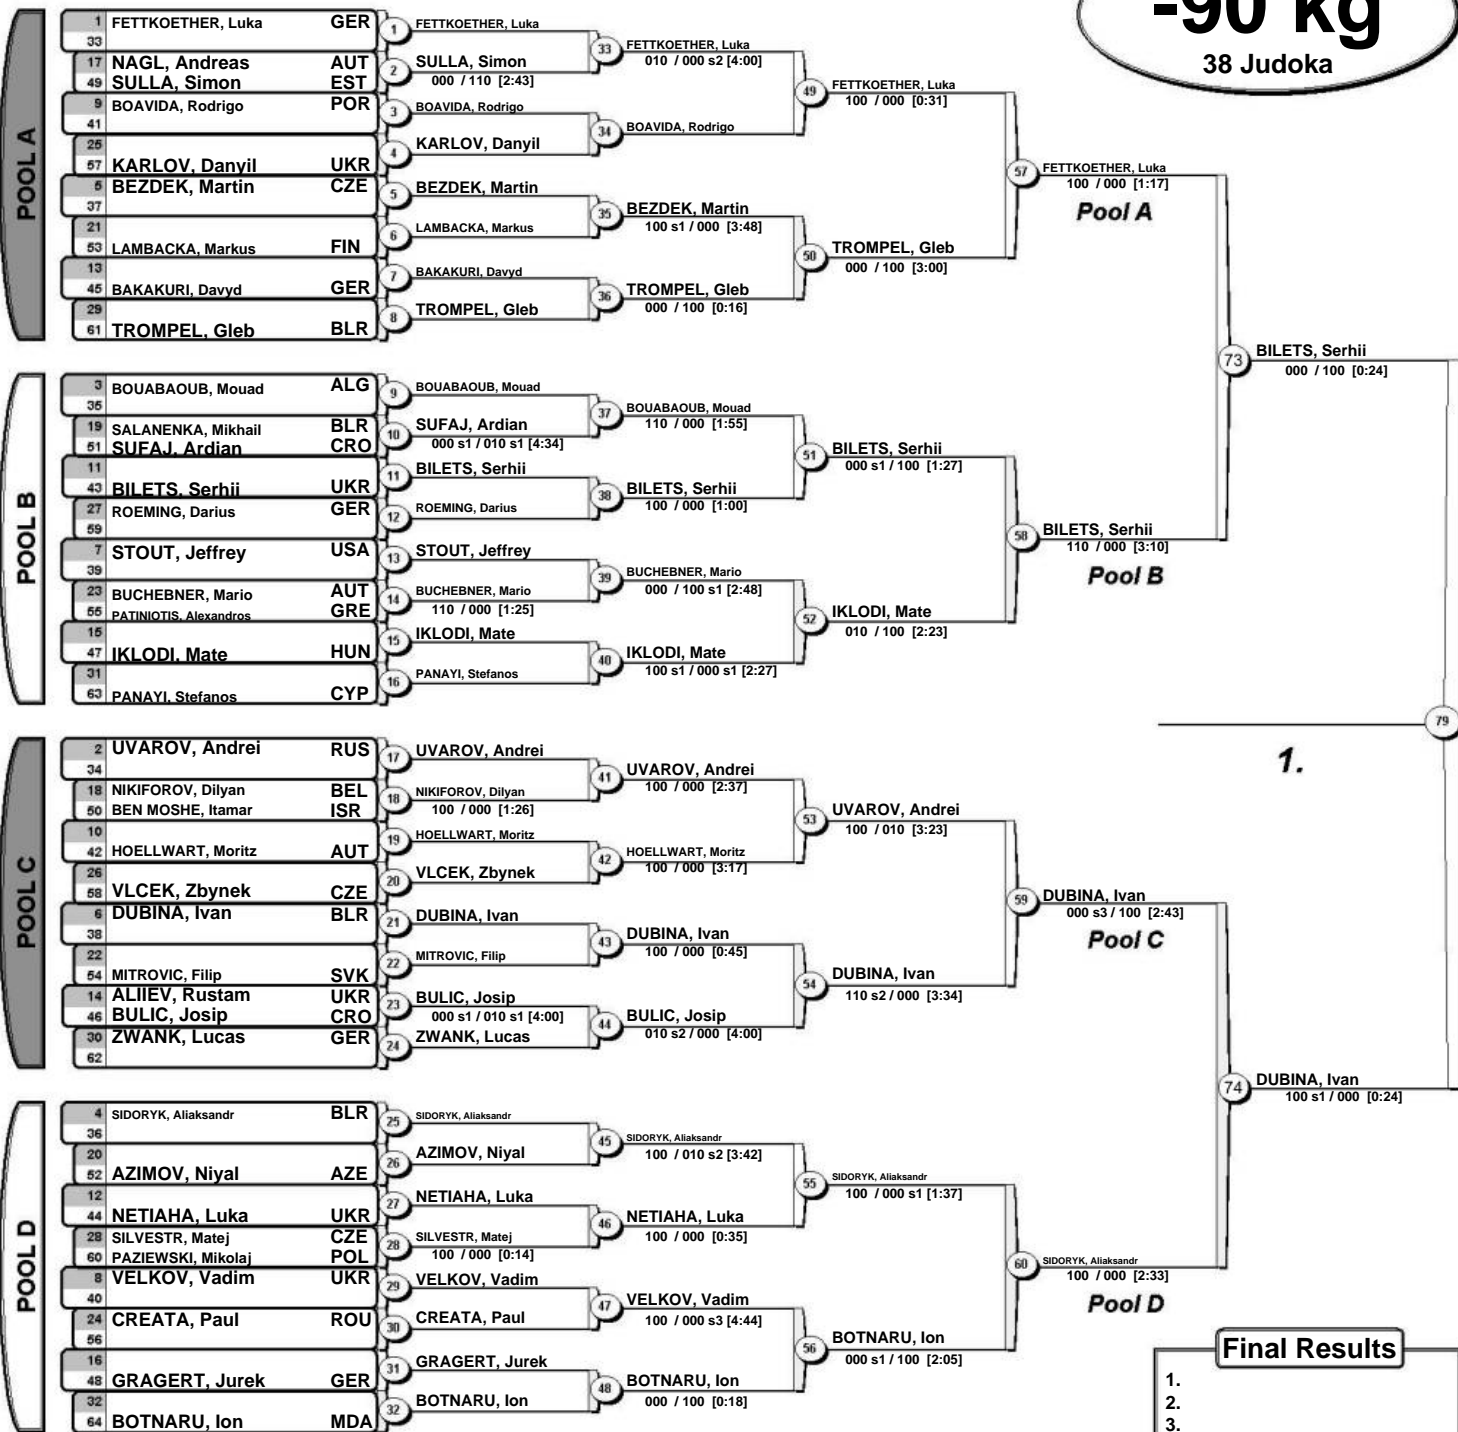 -90 kg
38 Judoka
POOL A
1 FETTKOETHER, Luka GER
33
17 NAGL, Andreas AUT
49 SULLA, Simon EST
9 BOAVIDA, Rodrigo POR
41
25
57 KARLOV, Danyil UKR
5 BEZDEK, Martin CZE
37
21
53 LAMBACKA, Markus FIN
13
45 BAKAKURI, Davyd GER
29
61 TROMPEL, Gleb BLR
1 FETTKOETHER, Luka
2 SULLA, Simon
000 / 110 [2:43]
3 BOAVIDA, Rodrigo
4 KARLOV, Danyil
5 BEZDEK, Martin
6 LAMBACKA, Markus
7 BAKAKURI, Davyd
8 TROMPEL, Gleb
33 FETTKOETHER, Luka
010 / 000 s2 [4:00]
34 BOAVIDA, Rodrigo
35 BEZDEK, Martin
100 s1 / 000 [3:48]
36 TROMPEL, Gleb
000 / 100 [0:16]
49 FETTKOETHER, Luka
100 / 000 [0:31]
50 TROMPEL, Gleb
000 / 100 [3:00]
57 FETTKOETHER, Luka
100 / 000 [1:17]
Pool A
POOL B
3 BOUABAOUB, Mouad ALG
35
19 SALANENKA, Mikhail BLR
51 SUFAJ, Ardian CRO
11
43 BILETS, Serhii UKR
27 ROEMING, Darius GER
59
7 STOUT, Jeffrey USA
39
23 BUCHEBNER, Mario AUT
55 PATINIOTIS, Alexandros GRE
15
47 IKLODI, Mate HUN
31
63 PANAYI, Stefanos CYP
9 BOUABAOUB, Mouad
10 SUFAJ, Ardian
000 s1 / 010 s1 [4:34]
11 BILETS, Serhii
12 ROEMING, Darius
13 STOUT, Jeffrey
14 BUCHEBNER, Mario
110 / 000 [1:25]
15 IKLODI, Mate
16 PANAYI, Stefanos
37 BOUABAOUB, Mouad
110 / 000 [1:55]
38 BILETS, Serhii
100 / 000 [1:00]
39 BUCHEBNER, Mario
000 / 100 s1 [2:48]
40 IKLODI, Mate
100 s1 / 000 s1 [2:27]
51 BILETS, Serhii
000 s1 / 100 [1:27]
52 IKLODI, Mate
010 / 100 [2:23]
58 BILETS, Serhii
110 / 000 [3:10]
Pool B
73 BILETS, Serhii
000 / 100 [0:24]
79
1.
POOL C
2 UVAROV, Andrei RUS
34
18 NIKIFOROV, Dilyan BEL
50 BEN MOSHE, Itamar ISR
10
42 HOELLWART, Moritz AUT
26
58 VLCEK, Zbynek CZE
6 DUBINA, Ivan BLR
38
22
54 MITROVIC, Filip SVK
14 ALIIEV, Rustam UKR
46 BULIC, Josip CRO
30 ZWANK, Lucas GER
62
17 UVAROV, Andrei
18 NIKIFOROV, Dilyan
100 / 000 [1:26]
19 HOELLWART, Moritz
20 VLCEK, Zbynek
21 DUBINA, Ivan
22 MITROVIC, Filip
23 BULIC, Josip
000 s1 / 010 s1 [4:00]
24 ZWANK, Lucas
41 UVAROV, Andrei
100 / 000 [2:37]
42 HOELLWART, Moritz
100 / 000 [3:17]
43 DUBINA, Ivan
100 / 000 [0:45]
44 BULIC, Josip
010 s2 / 000 [4:00]
53 UVAROV, Andrei
100 / 010 [3:23]
54 DUBINA, Ivan
110 s2 / 000 [3:34]
59 DUBINA, Ivan
000 s3 / 100 [2:43]
Pool C
POOL D
4 SIDORYK, Aliaksandr BLR
36
20
52 AZIMOV, Niyal AZE
12
44 NETIAHA, Luka UKR
28 SILVESTR, Matej CZE
60 PAZIEWSKI, Mikolaj POL
8 VELKOV, Vadim UKR
40
24 CREATA, Paul ROU
56
16
48 GRAGERT, Jurek GER
32
64 BOTNARU, Ion MDA
25 SIDORYK, Aliaksandr
26 AZIMOV, Niyal
27 NETIAHA, Luka
28 SILVESTR, Matej
100 / 000 [0:14]
29 VELKOV, Vadim
30 CREATA, Paul
31 GRAGERT, Jurek
32 BOTNARU, Ion
45 SIDORYK, Aliaksandr
100 / 010 s2 [3:42]
46 NETIAHA, Luka
100 / 000 [0:35]
47 VELKOV, Vadim
100 / 000 s3 [4:44]
48 BOTNARU, Ion
000 / 100 [0:18]
55 SIDORYK, Aliaksandr
100 / 000 s1 [1:37]
56 BOTNARU, Ion
000 s1 / 100 [2:05]
60 SIDORYK, Aliaksandr
100 / 000 [2:33]
Pool D
74 DUBINA, Ivan
100 s1 / 000 [0:24]
Final Results
1.
2.
3.